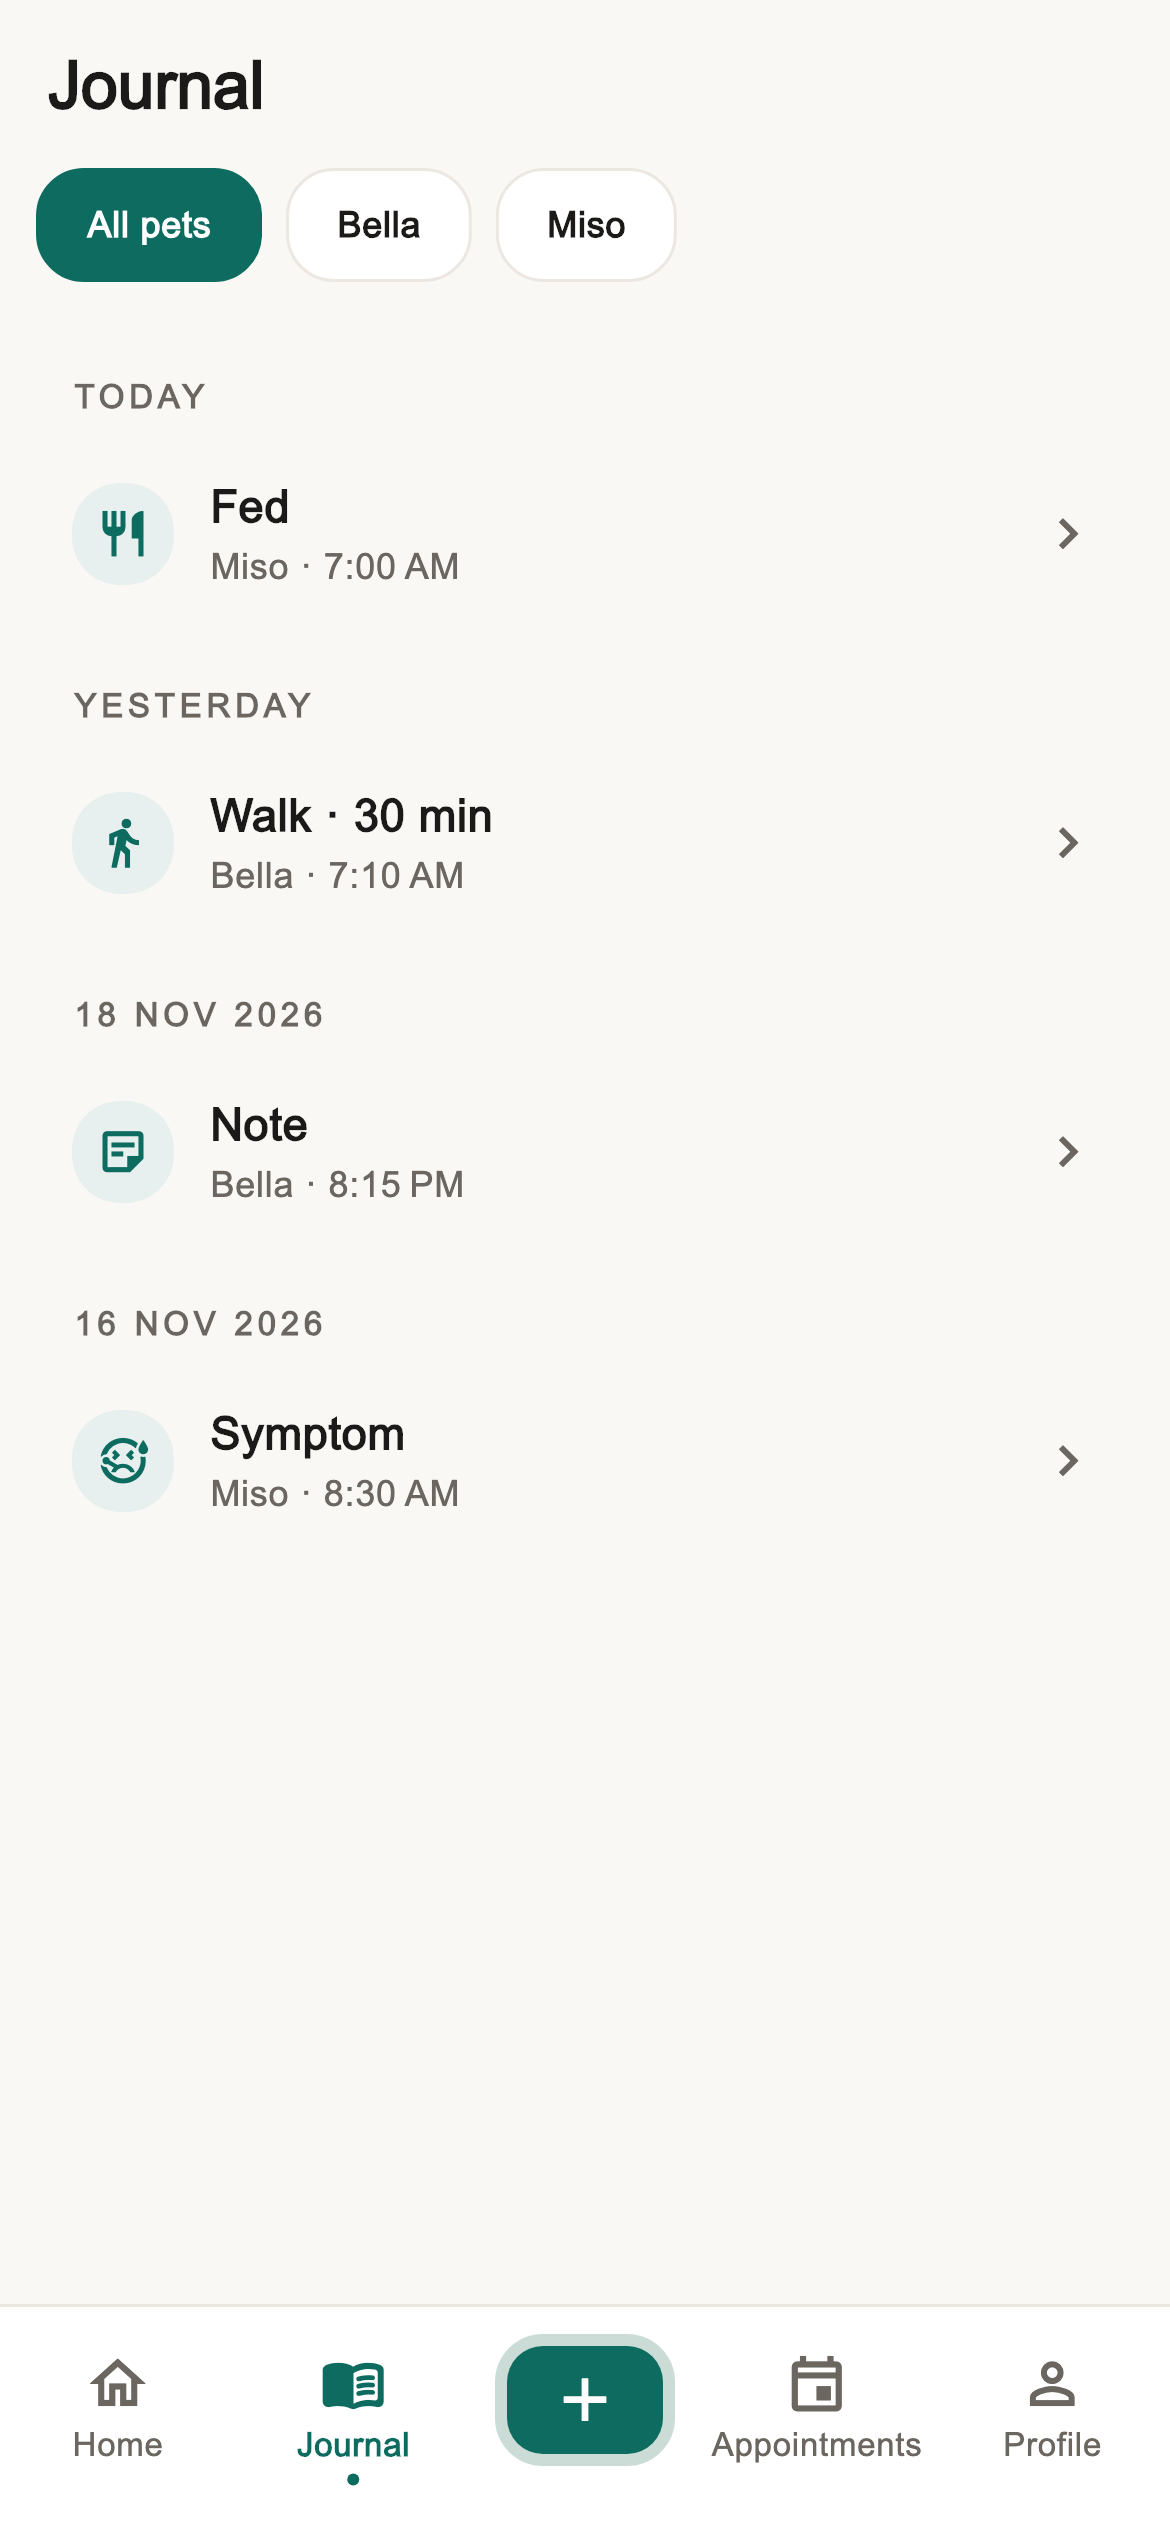 Journal
All pets
Bella
Miso
TODAY
Fed
Miso · 7:00 AM
YESTERDAY
Walk · 30 min
Bella · 7:10 AM
18 NOV 2026
Note
Bella · 8:15 PM
16 NOV 2026
Symptom
Miso · 8:30 AM
Home
Journal
Appointments
Profile